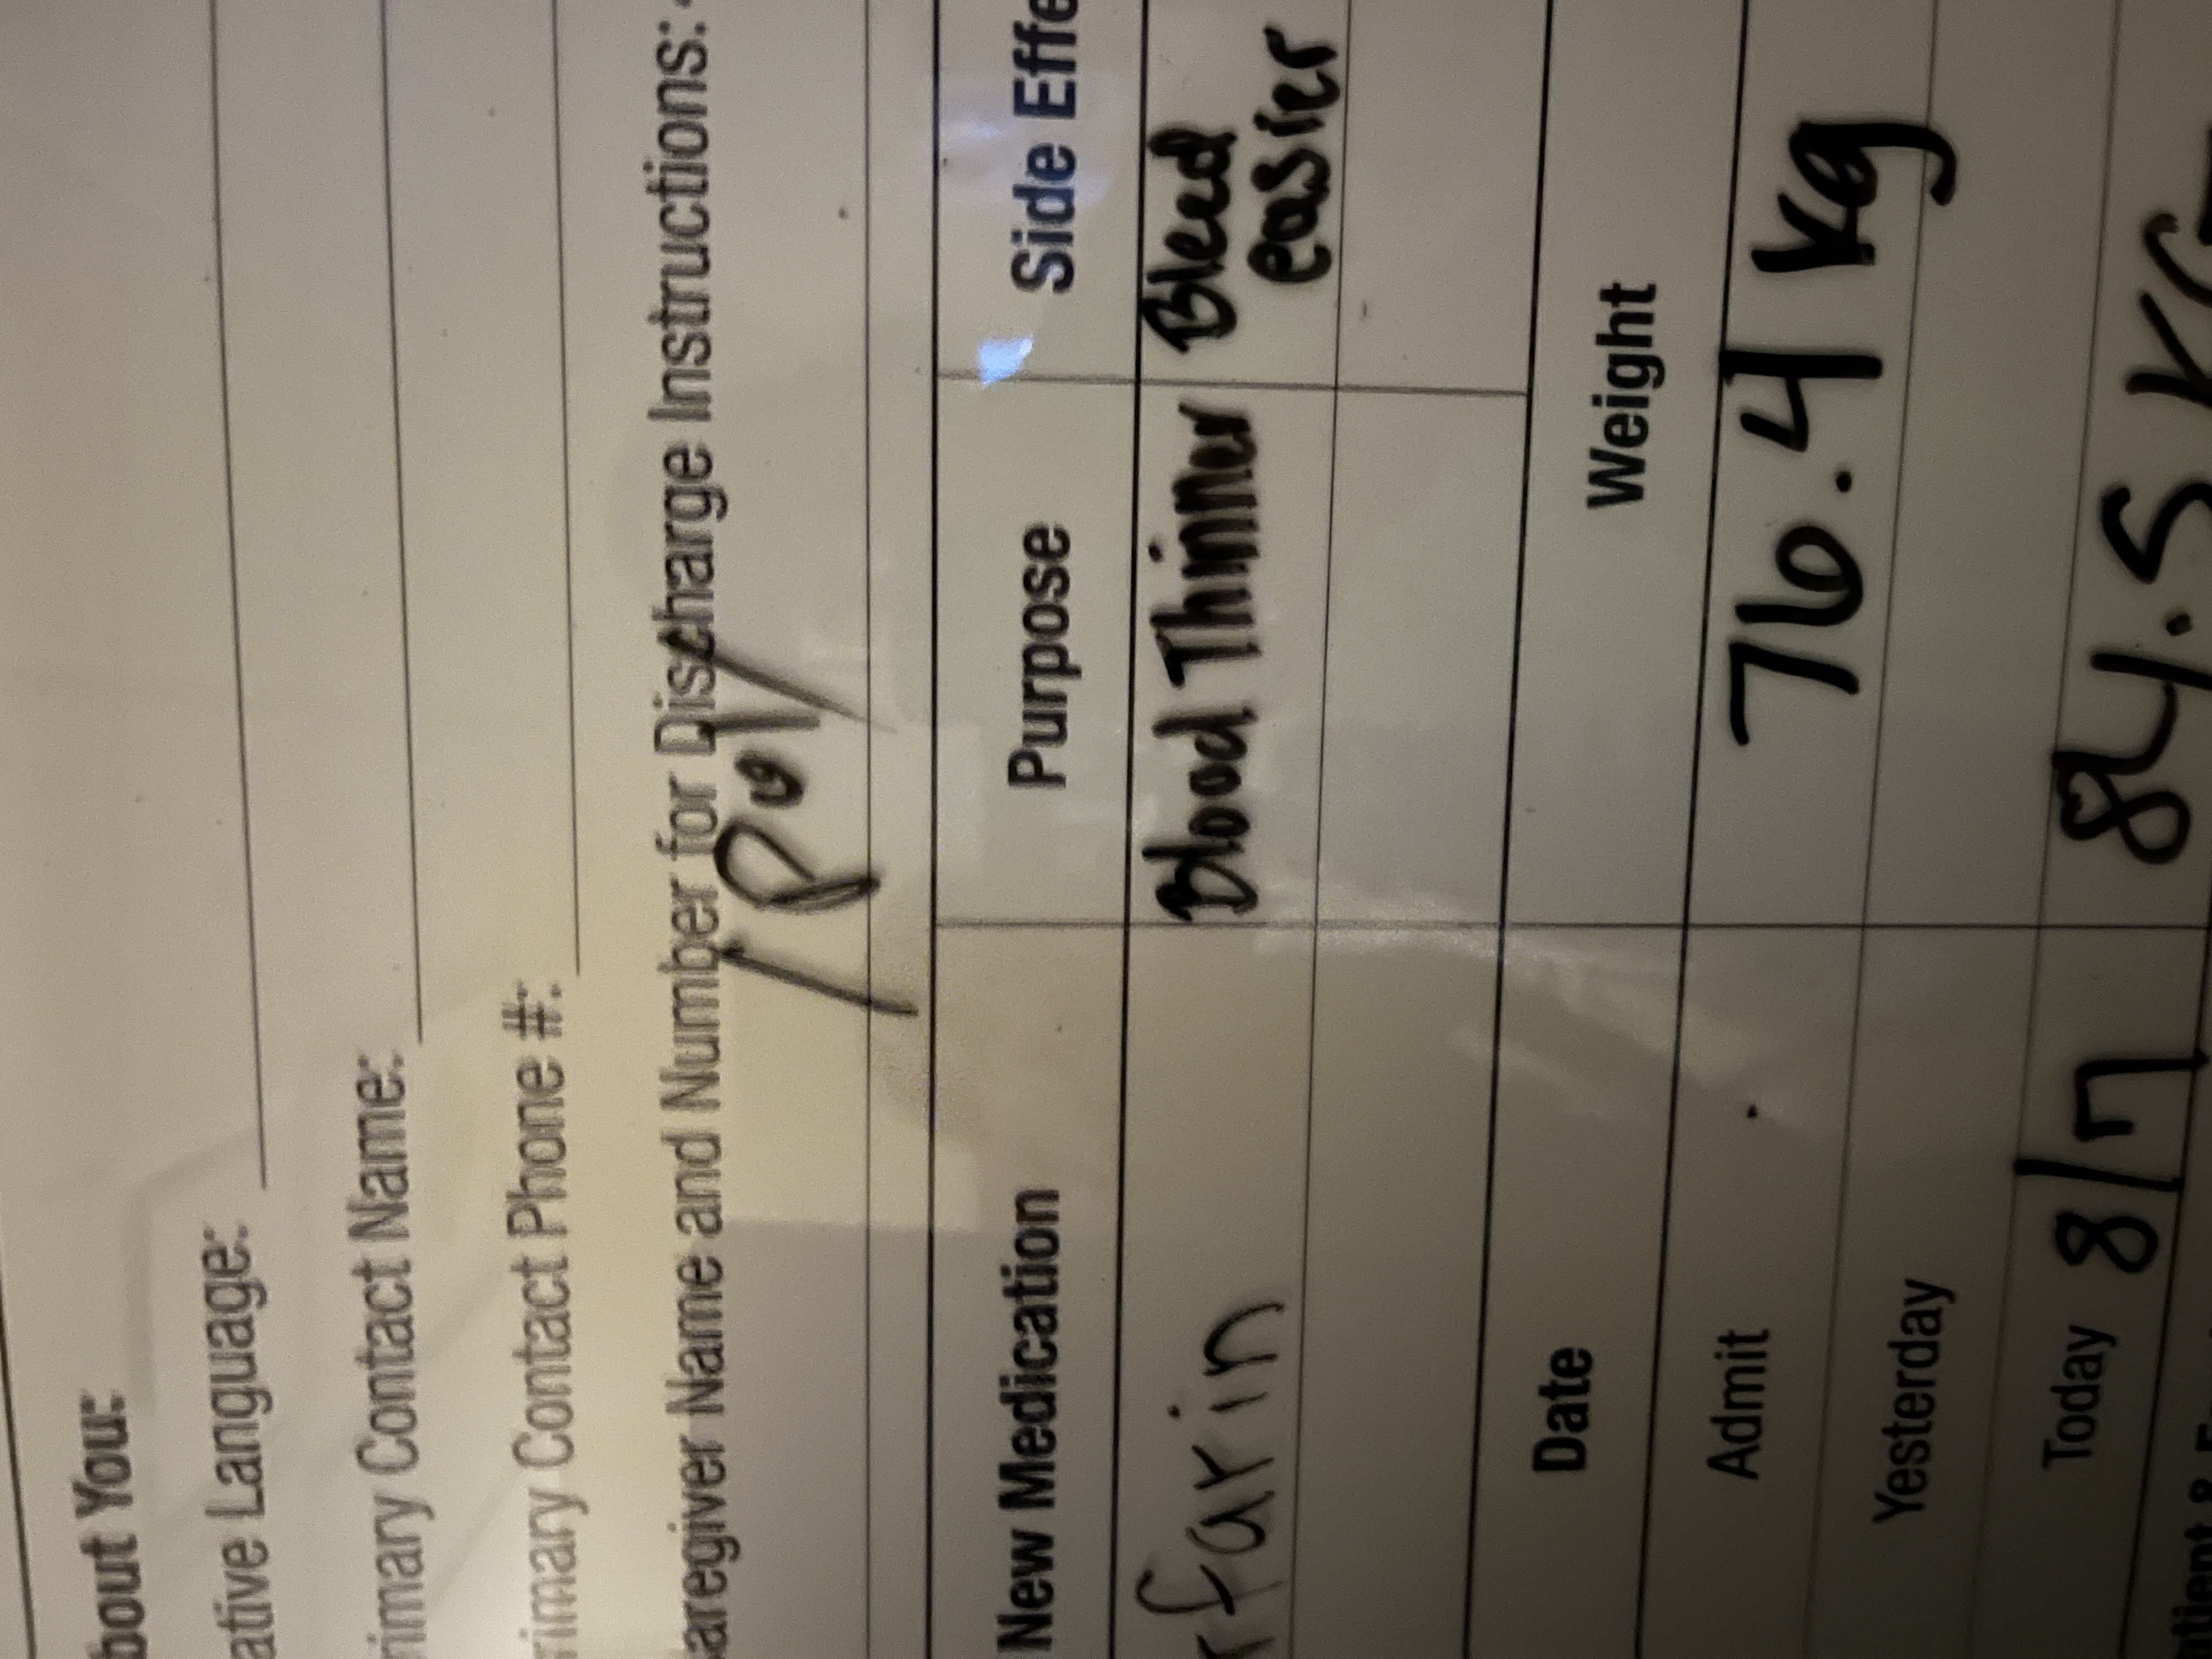 bout You:
ative Language:
rimary Contact Name:
rimary Contact Phone #:
aregiver Name and Number for Discharge Instructions:
New Medication Purpose Side Effe
rfarin Blood Thinner Bleed easier
Date Weight
Admit 76.4 kg
Yesterday
Today 8/7 84.5 KG